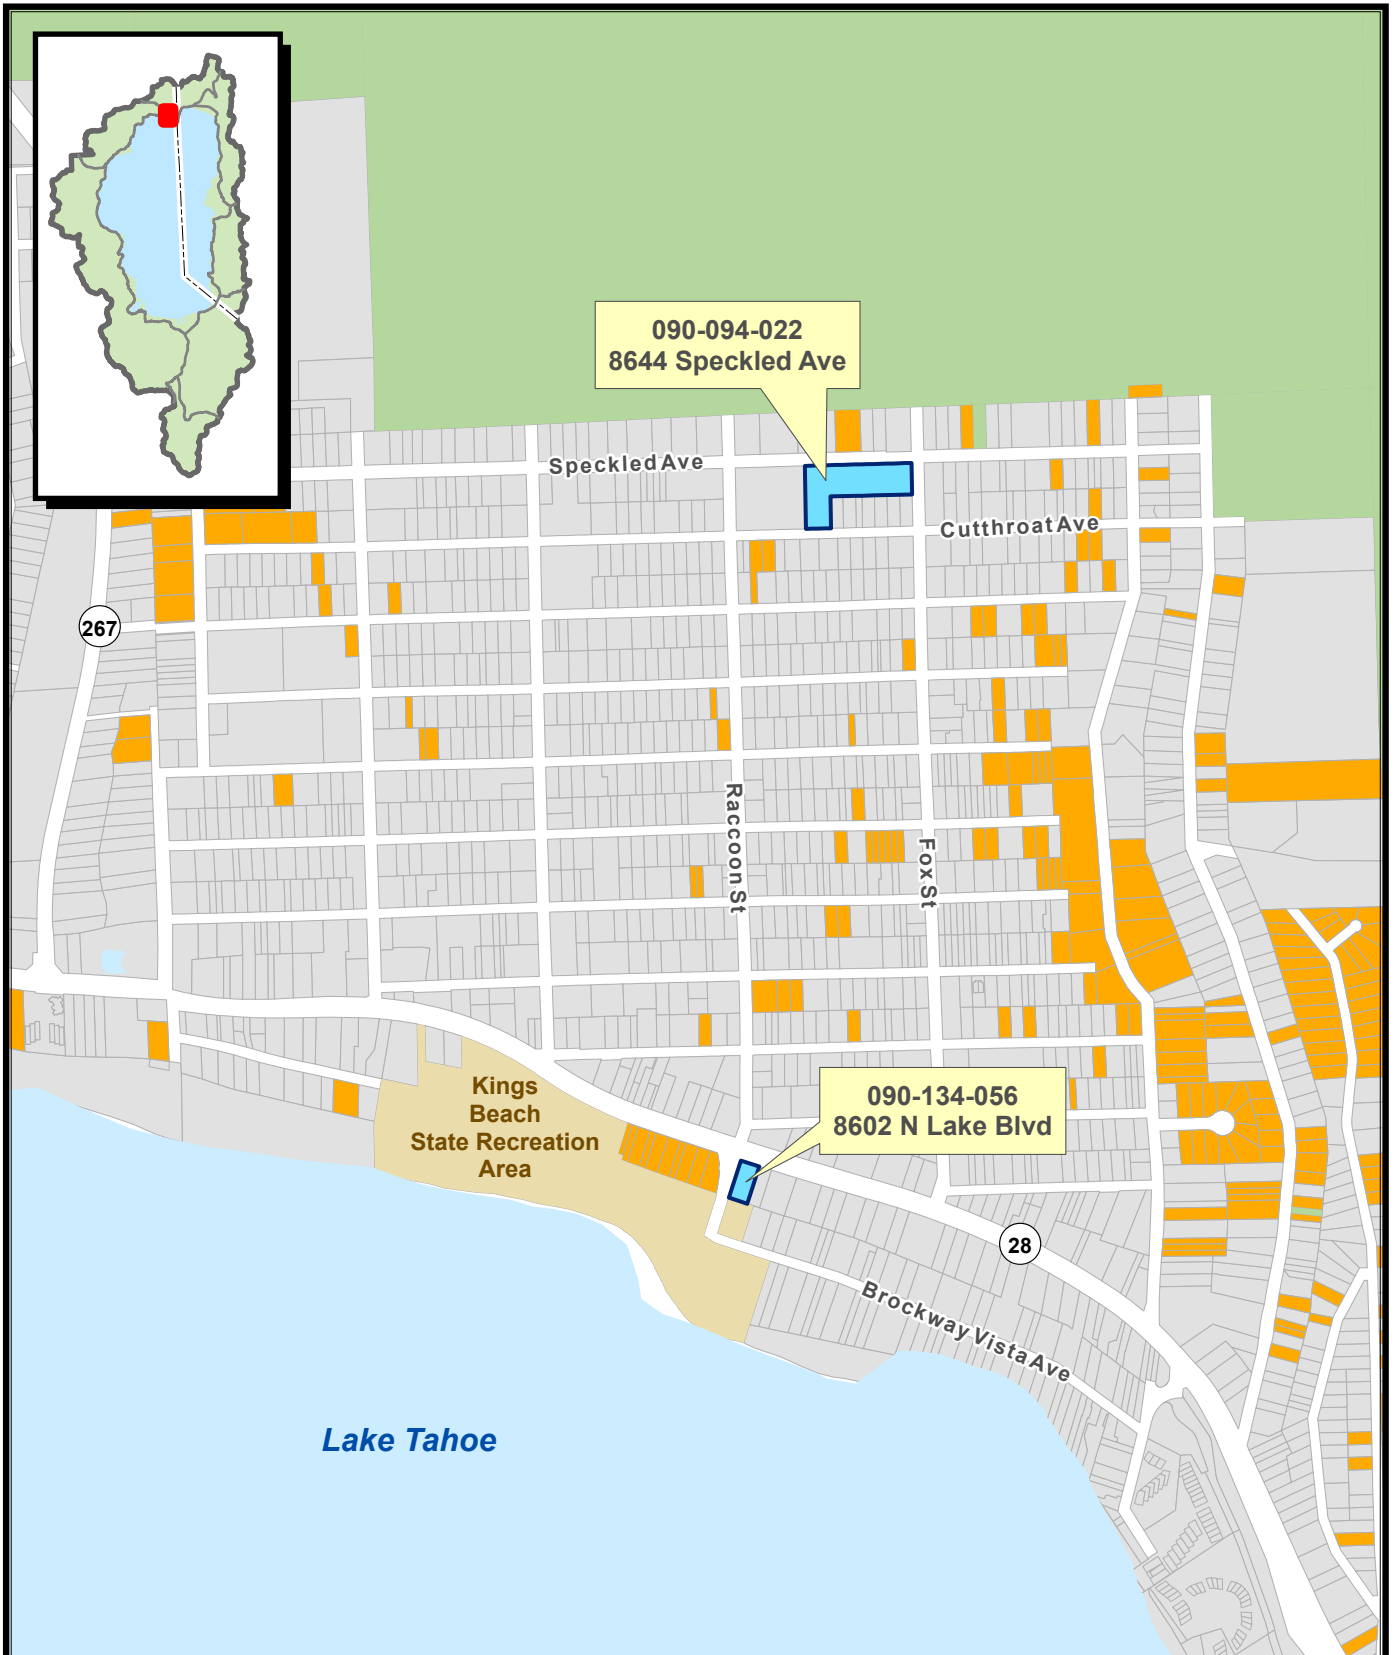 090-094-022
8644 Speckled Ave
Speckled Ave
Cutthroat Ave
267
Raccoon St
Fox St
Kings
Beach
State Recreation
Area
090-134-056
8602 N Lake Blvd
28
Brockway Vista Ave
Lake Tahoe